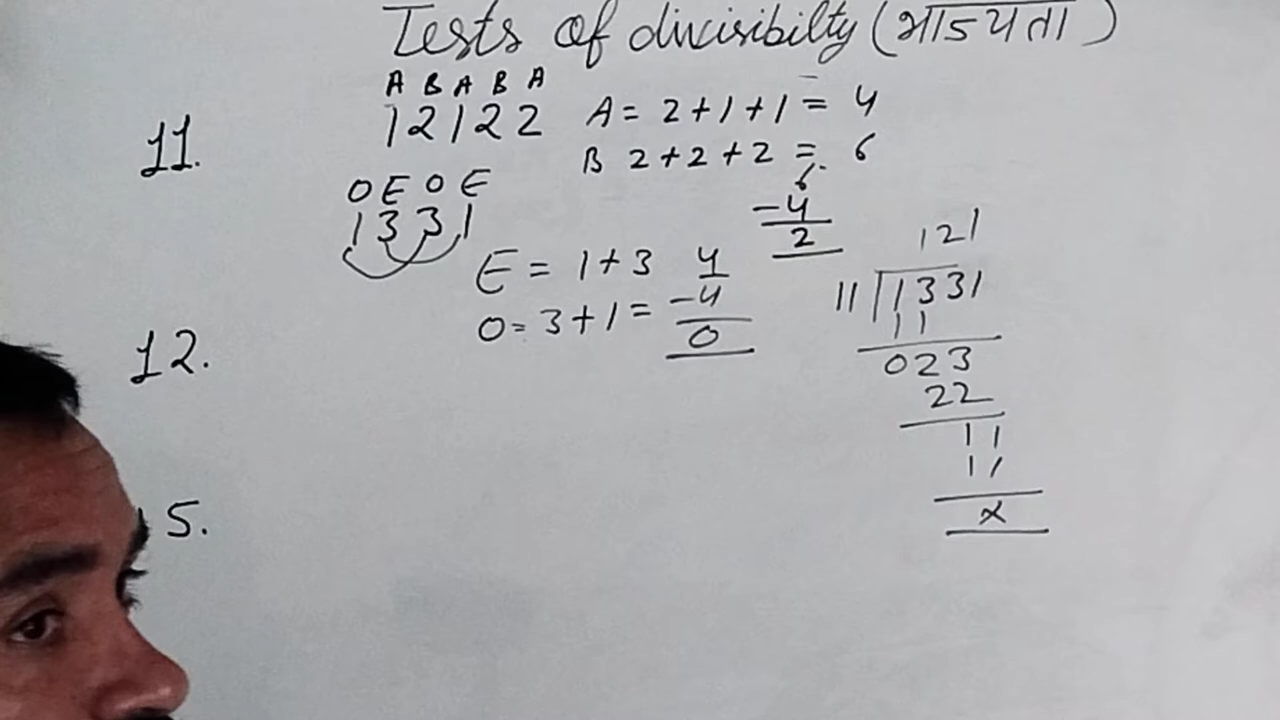 Tests of divisibilty (भाज्यता)
A B A B A
11. 12122 A = 2+1+1 = 4
B 2+2+2 = 6
6
-4
2
O E O E
1331
E = 1+3 4
O = 3+1 = -4
0
121
11 1331
11
023
22
11
11
x
12.
5.